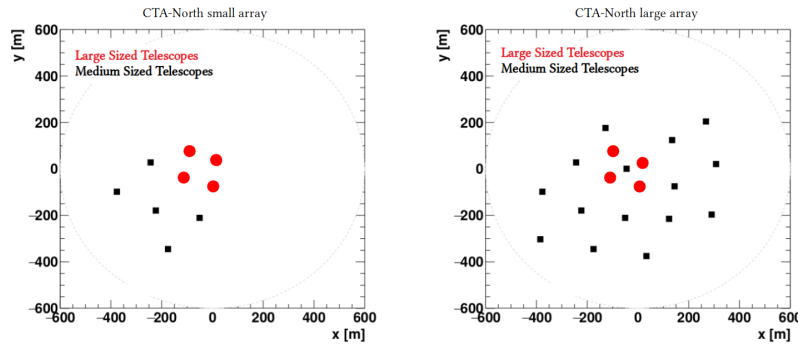 CTA-North small array
y [m]
600
Large Sized Telescopes
Medium Sized Telescopes
400
200
0
−200
−400
−600
−600 −400 −200 0 200 400 600
x [m]
CTA-North large array
y [m]
600
Large Sized Telescopes
Medium Sized Telescopes
400
200
0
−200
−400
−600
−600 −400 −200 0 200 400 600
x [m]